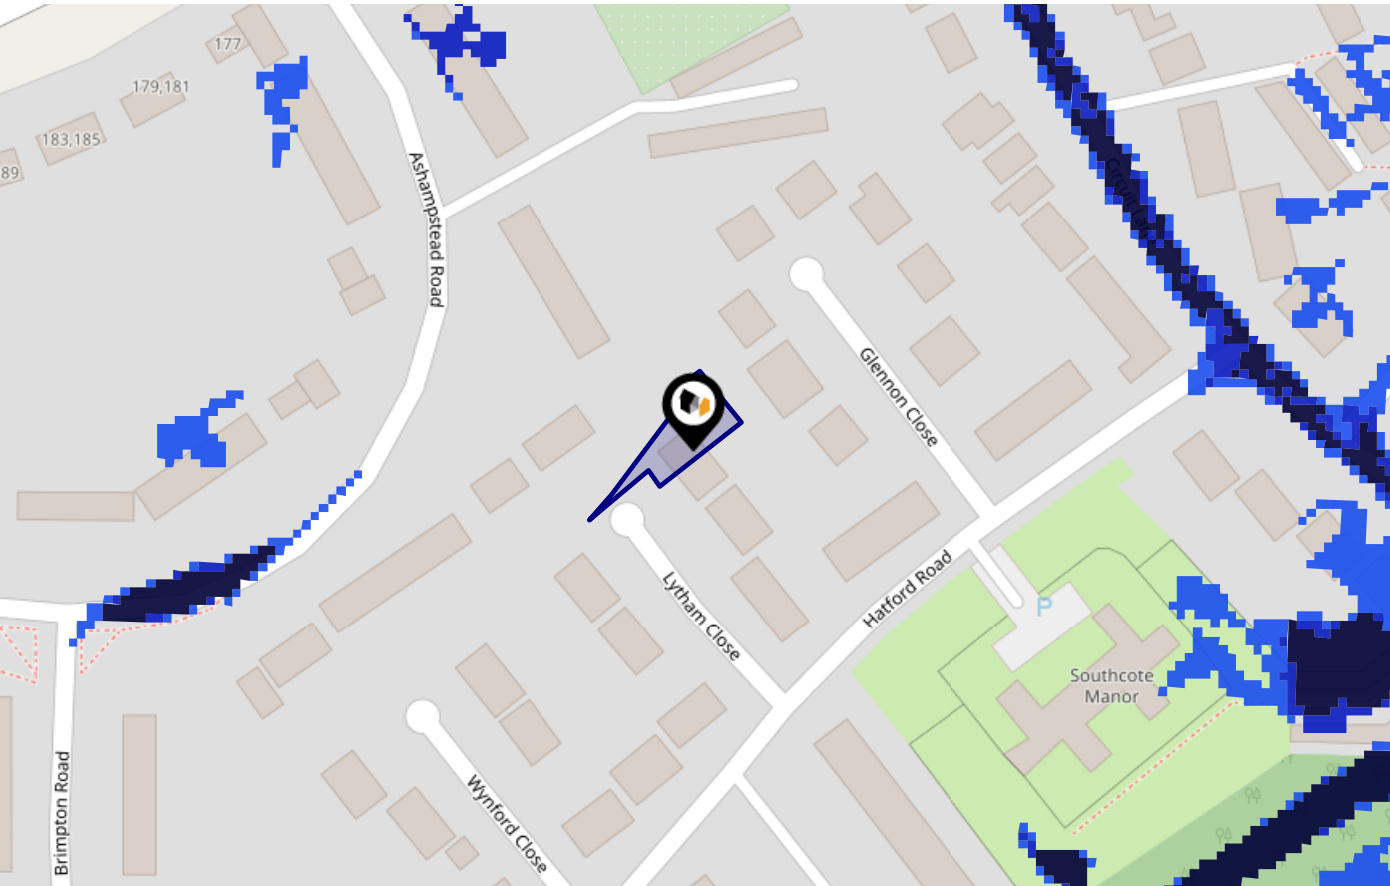 177
179,181
183,185
89
Ashampstead Road
Circuit Lane
Glennon Close
Hatford Road
Lytham Close
P
Southcote
Manor
Wynford Close
Brimpton Road